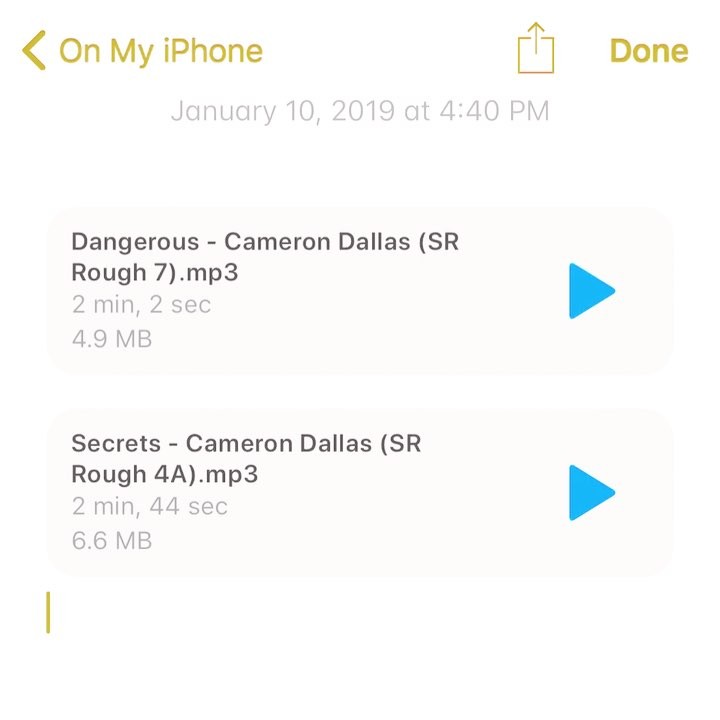 On My iPhone
Done
January 10, 2019 at 4:40 PM
Dangerous - Cameron Dallas (SR
Rough 7).mp3
2 min, 2 sec
4.9 MB
Secrets - Cameron Dallas (SR
Rough 4A).mp3
2 min, 44 sec
6.6 MB